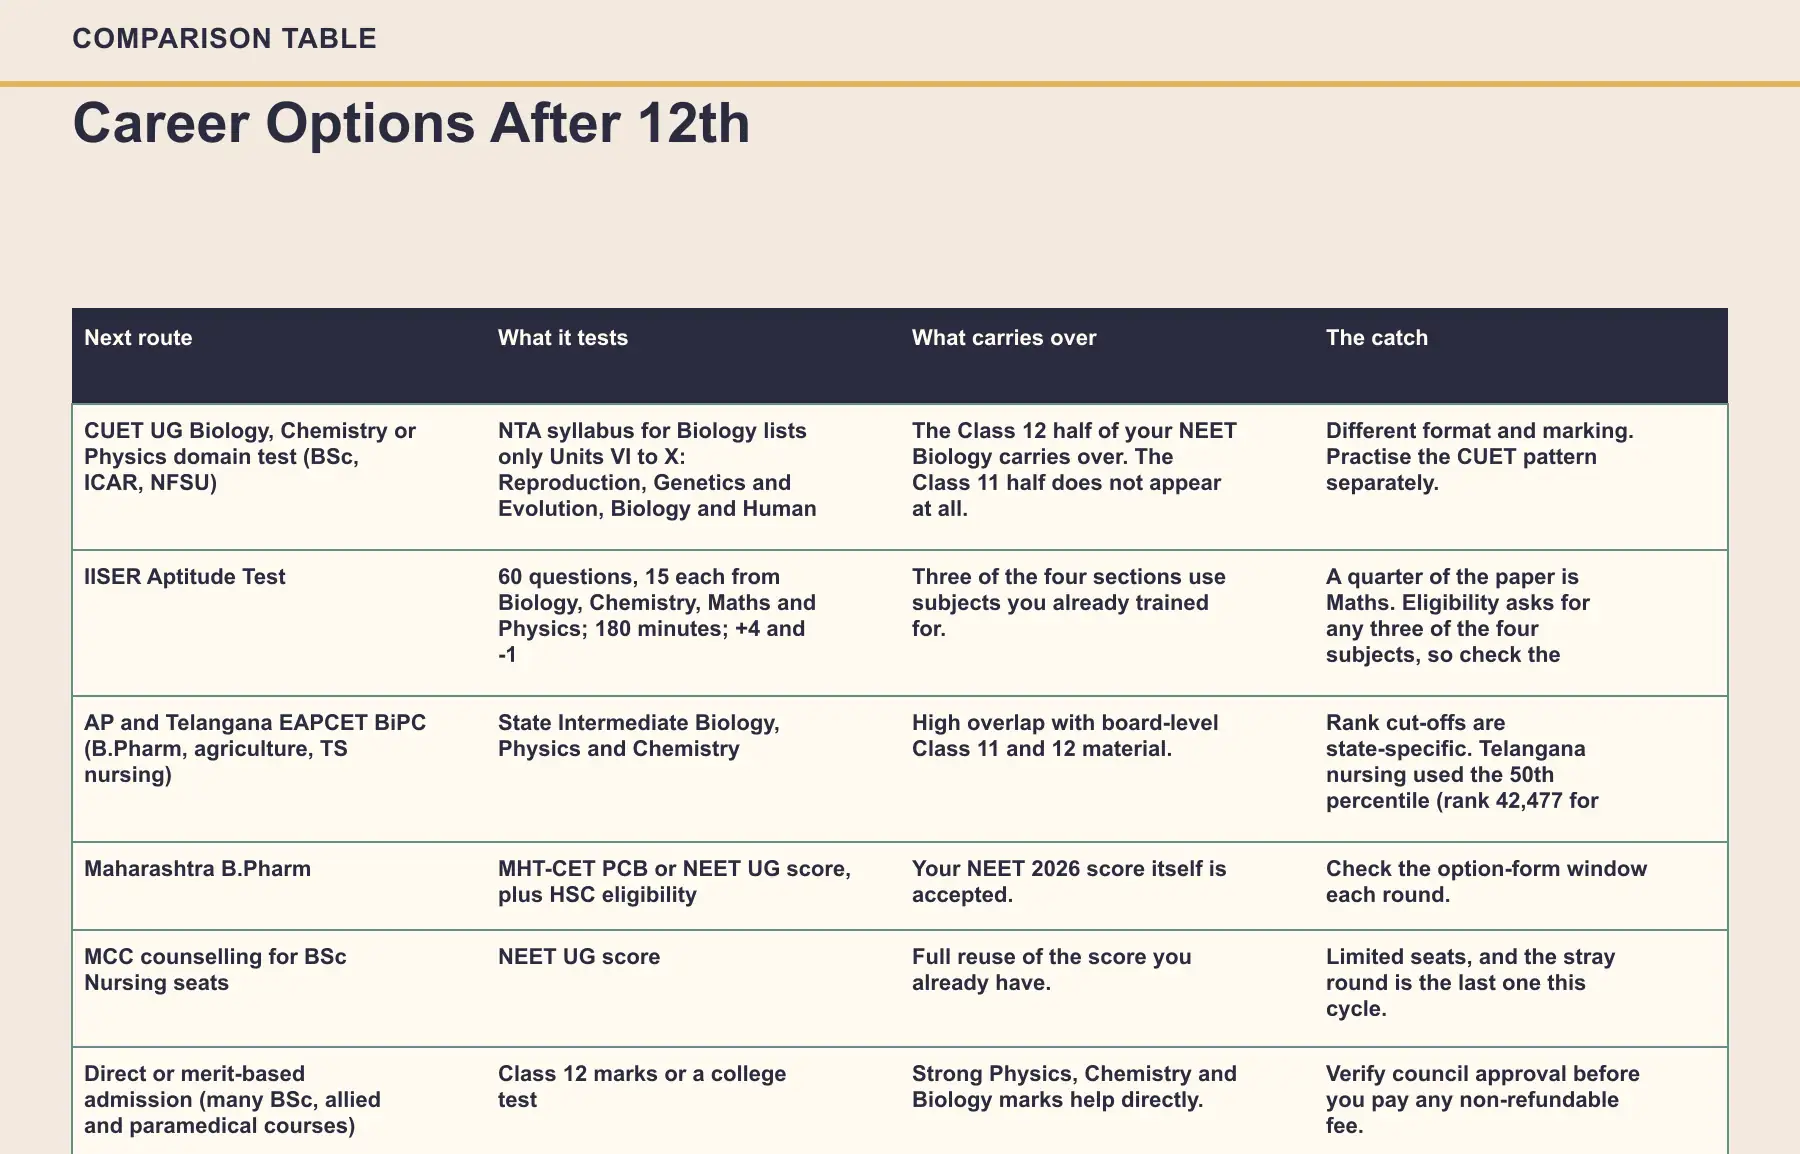 COMPARISON TABLE
Career Options After 12th
Next route
What it tests
What carries over
The catch
CUET UG Biology, Chemistry or
Physics domain test (BSc,
ICAR, NFSU)
NTA syllabus for Biology lists
only Units VI to X:
Reproduction, Genetics and
Evolution, Biology and Human
The Class 12 half of your NEET
Biology carries over. The
Class 11 half does not appear
at all.
Different format and marking.
Practise the CUET pattern
separately.
IISER Aptitude Test
60 questions, 15 each from
Biology, Chemistry, Maths and
Physics; 180 minutes; +4 and
-1
Three of the four sections use
subjects you already trained
for.
A quarter of the paper is
Maths. Eligibility asks for
any three of the four
subjects, so check the
AP and Telangana EAPCET BiPC
(B.Pharm, agriculture, TS
nursing)
State Intermediate Biology,
Physics and Chemistry
High overlap with board-level
Class 11 and 12 material.
Rank cut-offs are
state-specific. Telangana
nursing used the 50th
percentile (rank 42,477 for
Maharashtra B.Pharm
MHT-CET PCB or NEET UG score,
plus HSC eligibility
Your NEET 2026 score itself is
accepted.
Check the option-form window
each round.
MCC counselling for BSc
Nursing seats
NEET UG score
Full reuse of the score you
already have.
Limited seats, and the stray
round is the last one this
cycle.
Direct or merit-based
admission (many BSc, allied
and paramedical courses)
Class 12 marks or a college
test
Strong Physics, Chemistry and
Biology marks help directly.
Verify council approval before
you pay any non-refundable
fee.